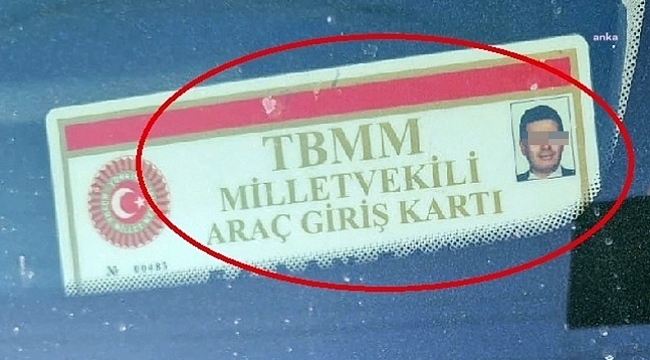 anka
TBMM
MİLLETVEKİLİ
ARAÇ GİRİŞ KARTI
№ 00485